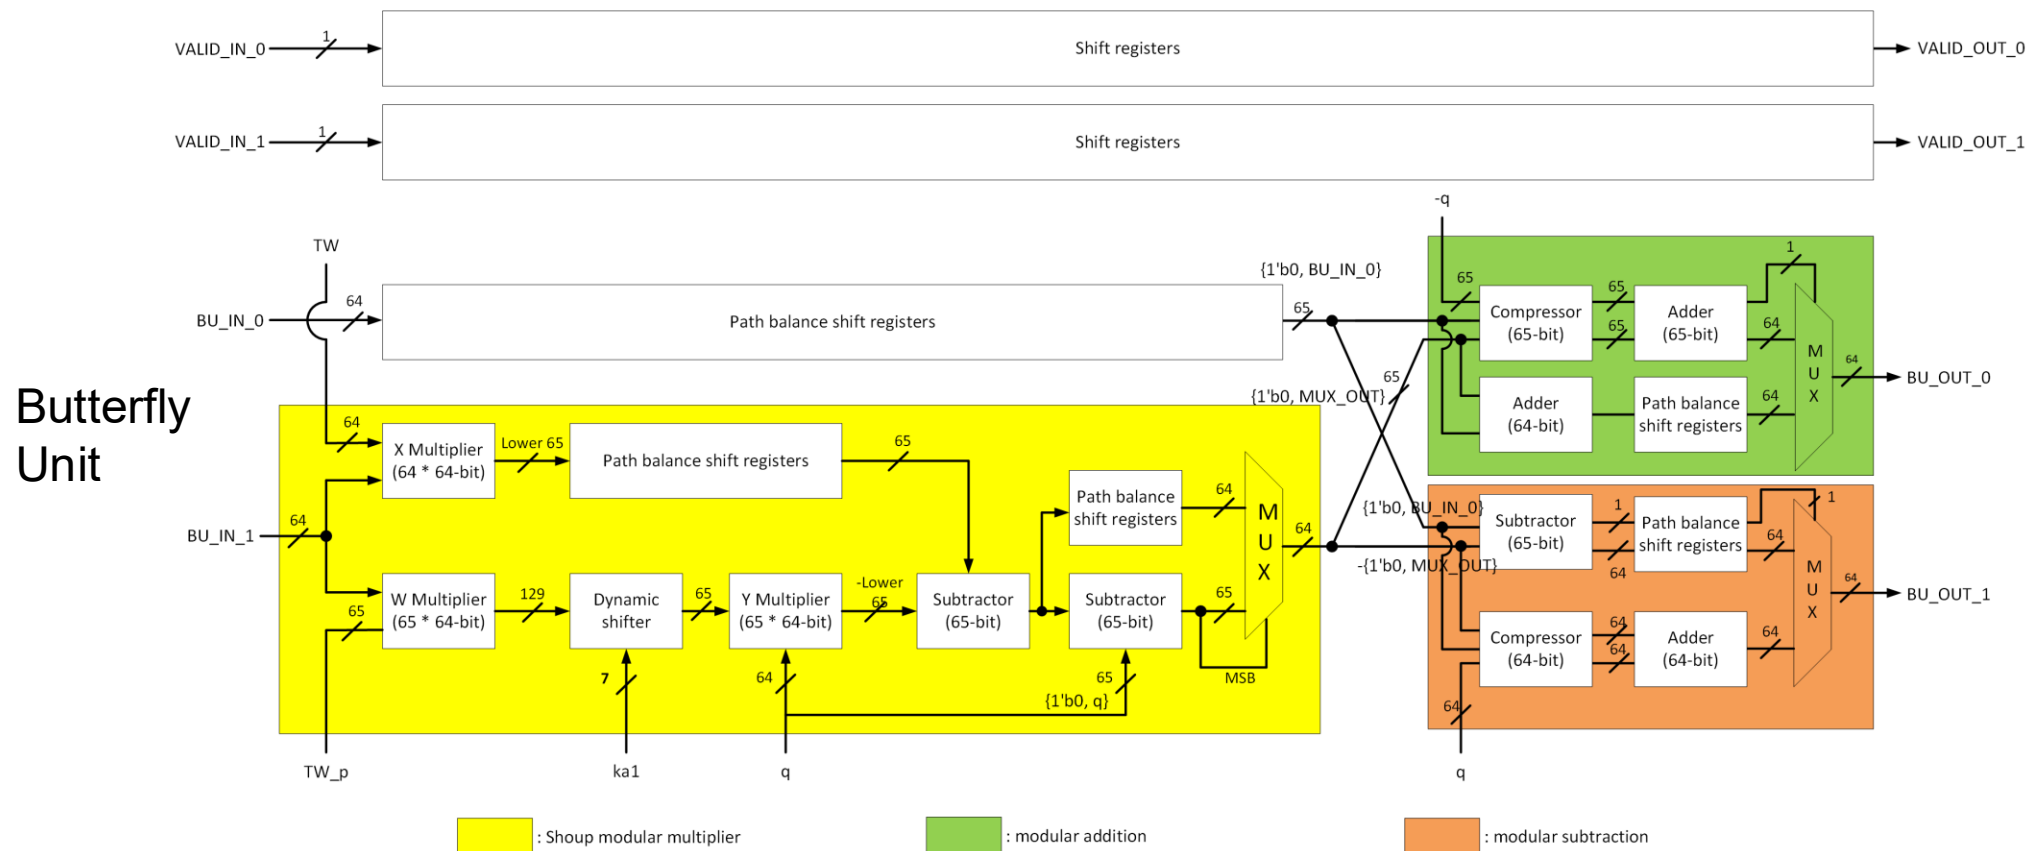 VALID_IN_0
1
Shift registers
VALID_OUT_0
VALID_IN_1
1
Shift registers
VALID_OUT_1
-q
TW
BU_IN_0
64
Path balance shift registers
65
{1'b0, BU_IN_0}
65
Compressor
(65-bit)
65
65
Adder
(65-bit)
1
64
Adder
(64-bit)
Path balance
shift registers
64
M
U
X
64
BU_OUT_0
Butterfly
Unit
65
{1'b0, MUX_OUT}
64
X Multiplier
(64 * 64-bit)
Lower 65
Path balance shift registers
65
BU_IN_1
64
Path balance
shift registers
64
M
U
X
64
65
W Multiplier
(65 * 64-bit)
129
Dynamic
shifter
65
Y Multiplier
(65 * 64-bit)
-Lower
65
Subtractor
(65-bit)
Subtractor
(65-bit)
65
MSB
7
64
65
{1'b0, q}
{1'b0, BU_IN_0}
-{1'b0, MUX_OUT}
Subtractor
(65-bit)
1
64
Path balance
shift registers
1
64
M
U
X
64
BU_OUT_1
Compressor
(64-bit)
64
64
Adder
(64-bit)
64
64
TW_p
ka1
q
q
: Shoup modular multiplier
: modular addition
: modular subtraction